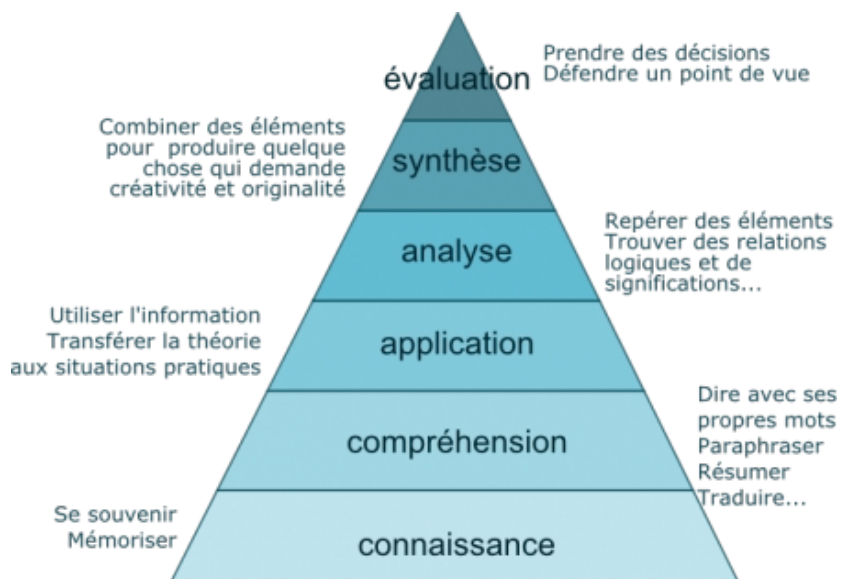 évaluation
Prendre des décisions
Défendre un point de vue
Combiner des éléments
pour produire quelque
chose qui demande
créativité et originalité
synthèse
analyse
Repérer des éléments
Trouver des relations
logiques et de
significations...
Utiliser l'information
Transférer la théorie
aux situations pratiques
application
Dire avec ses
propres mots
Paraphraser
Résumer
Traduire...
compréhension
Se souvenir
Mémoriser
connaissance